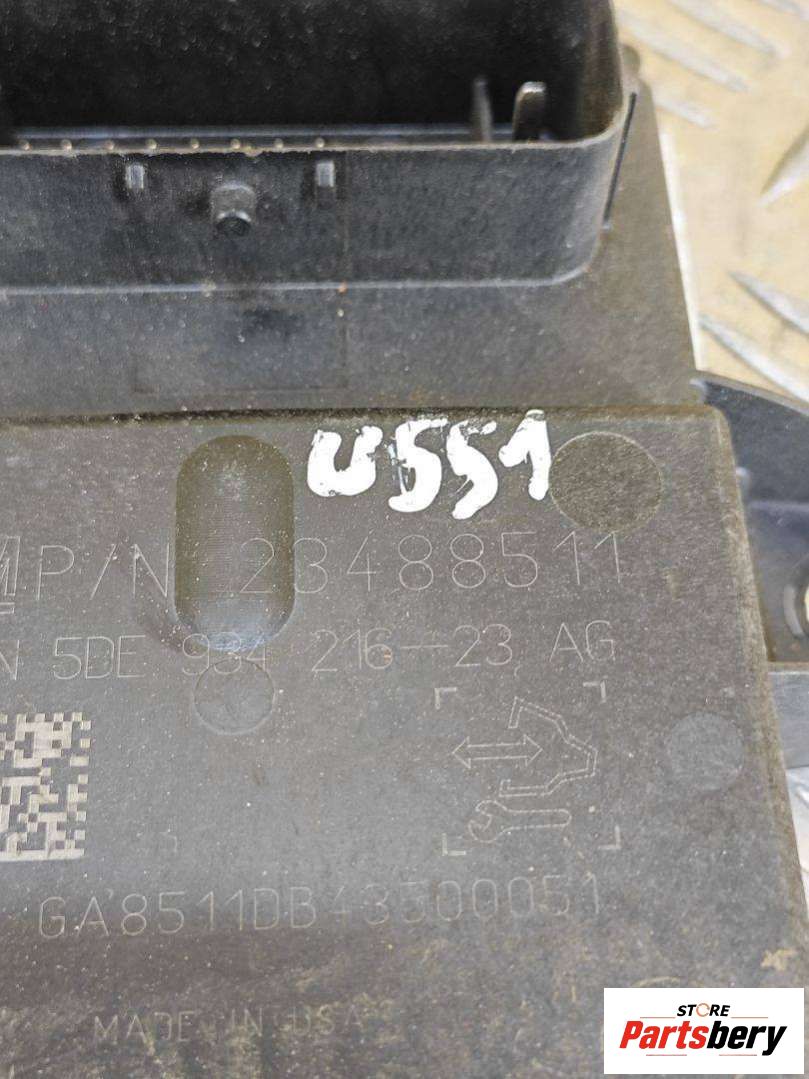 U551
M P/N 23488511
N 5DE 934 216-23 AG
GA8511DB43300051
MADE IN USA
STORE
Partsbery